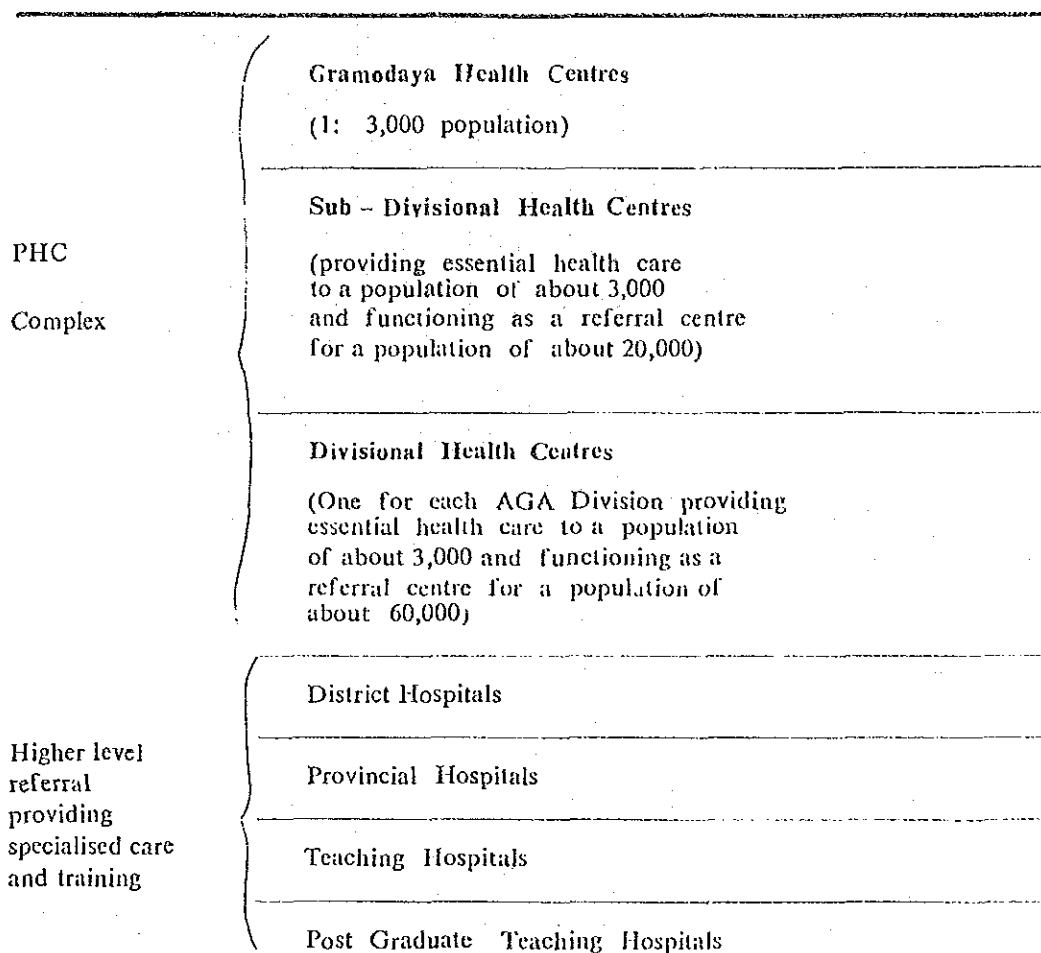 Gramodaya Health Centres
(1: 3,000 population)
PHC
Complex
Sub – Divisional Health Centres
(providing essential health care
to a population of about 3,000
and functioning as a referral centre
for a population of about 20,000)
Divisional Health Centres
(One for each AGA Division providing
essential health care to a population
of about 3,000 and functioning as a
referral centre for a population of
about 60,000)
Higher level
referral
providing
specialised care
and training
District Hospitals
Provincial Hospitals
Teaching Hospitals
Post Graduate Teaching Hospitals